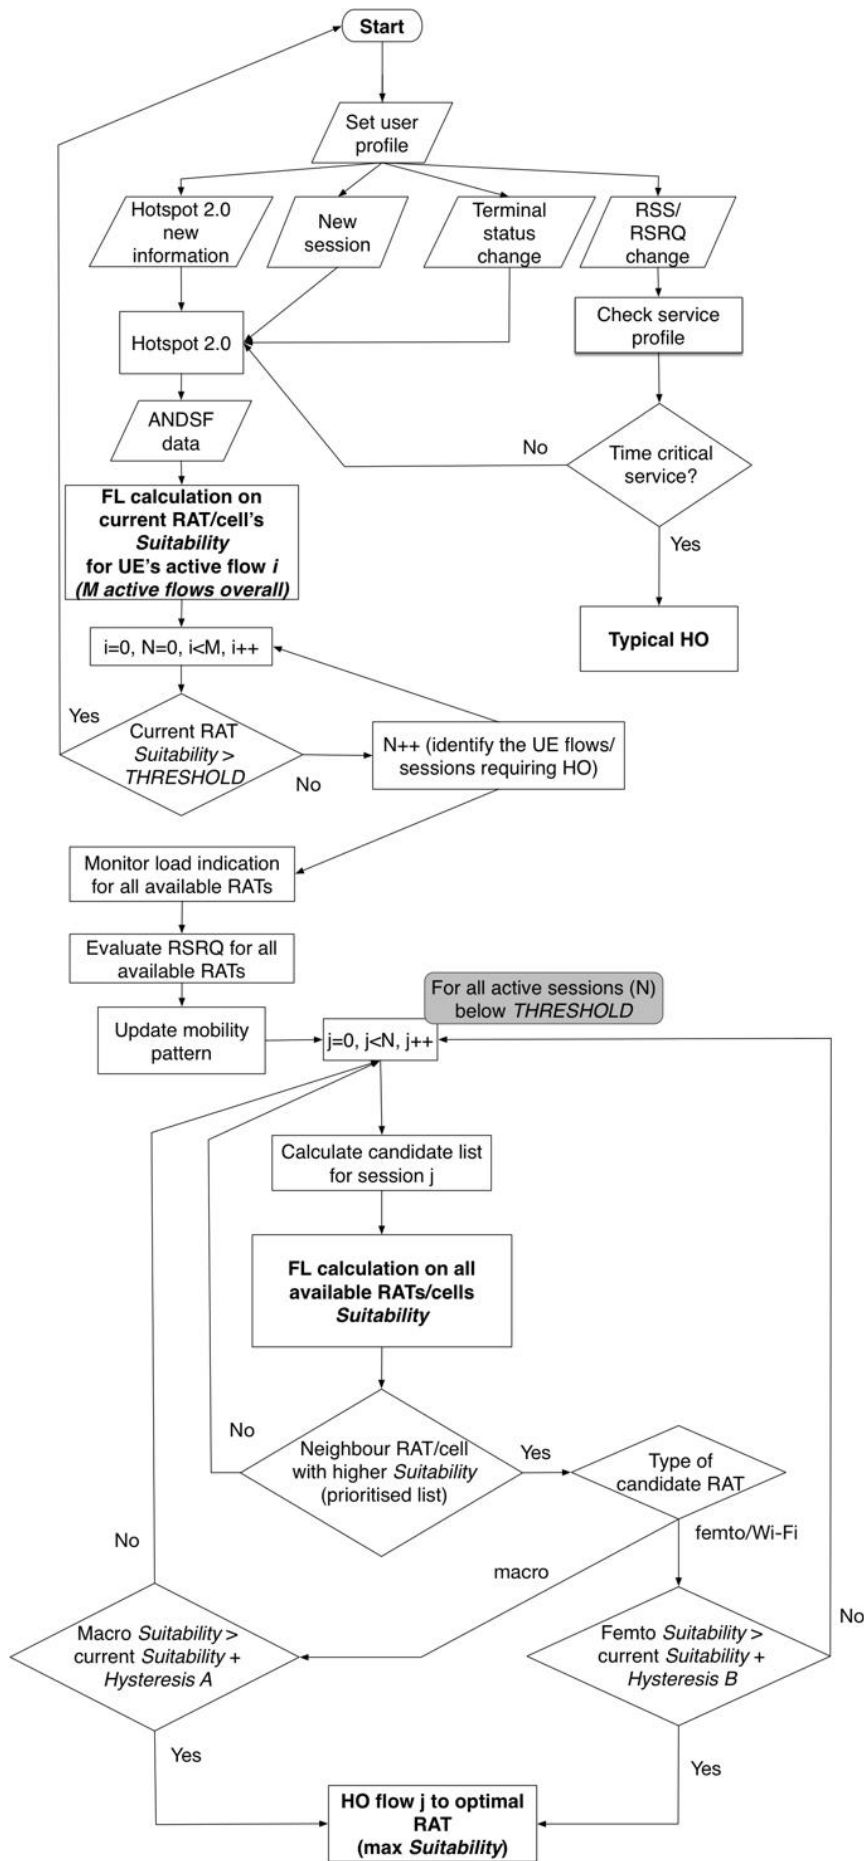 Start
Set user
profile
Hotspot 2.0
new
information
New
session
Terminal
status
change
RSS/
RSRQ
change
Hotspot 2.0
Check service
profile
ANDSF
data
No
Time critical
service?
FL calculation on
current RAT/cell's
Suitability
for UE's active flow i
(M active flows overall)
Yes
Typical HO
i=0, N=0, i<M, i++
Yes
Current RAT
Suitability >
THRESHOLD
No
N++ (identify the UE flows/
sessions requiring HO)
Monitor load indication
for all available RATs
Evaluate RSRQ for all
available RATs
For all active sessions (N)
below THRESHOLD
Update mobility
pattern
j=0, j<N, j++
Calculate candidate list
for session j
FL calculation on all
available RATs/cells
Suitability
No
Neighbour RAT/cell
with higher Suitability
(prioritised list)
Yes
Type of
candidate RAT
No
femto/Wi-Fi
macro
No
Macro Suitability >
current Suitability +
Hysteresis A
Femto Suitability >
current Suitability +
Hysteresis B
Yes
Yes
HO flow j to optimal
RAT
(max Suitability)